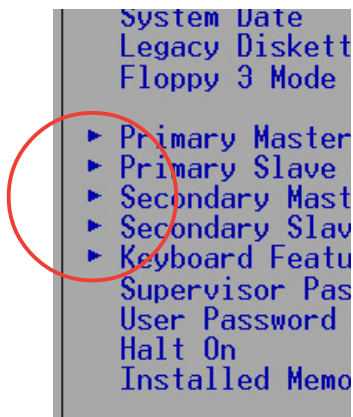 System Date
Legacy Diskett
Floppy 3 Mode
Primary Master
Primary Slave
Secondary Mast
Secondary Slav
Keyboard Featu
Supervisor Pas
User Password
Halt On
Installed Memo